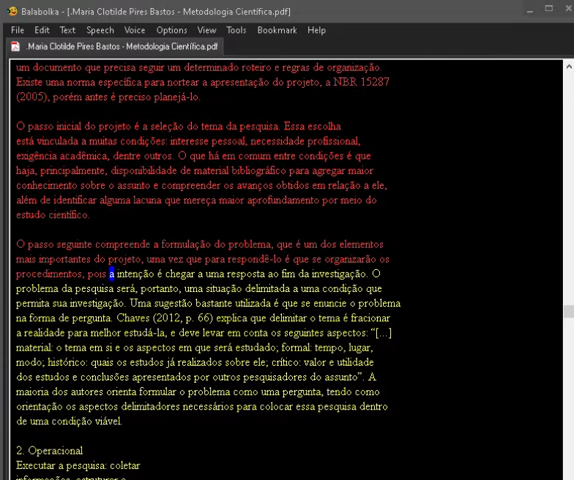 Balabolka - [.Maria Clotilde Pires Bastos - Metodologia Científica.pdf]
File Edit Text Speech Voice Options View Tools Bookmark Help
.Maria Clotilde Pires Bastos - Metodologia Científica.pdf
um documento que precisa seguir um determinado roteiro e regras de organização
Existe uma norma específica para nortear a apresentação do projeto, a NBR 15287
(2005), porém antes é preciso planejá-lo.
O passo inicial do projeto é a seleção do tema da pesquisa. Essa escolha
está vinculada a muitas condições: interesse pessoal, necessidade profissional,
exigência acadêmica, dentre outros. O que há em comum entre condições é que
haja, principalmente, disponibilidade de material bibliográfico para agregar maior
conhecimento sobre o assunto e compreender os avanços obtidos em relação a ele,
além de identificar alguma lacuna que mereça maior aprofundamento por meio do
estudo científico.
O passo seguinte compreende a formulação do problema, que é um dos elementos
mais importantes do projeto, uma vez que para respondê-lo é que se organizarão os
procedimentos, pois a intenção é chegar a uma resposta ao fim da investigação. O
problema da pesquisa será, portanto, uma situação delimitada a uma condição que
permita sua investigação. Uma sugestão bastante utilizada é que se enuncie o problema
na forma de pergunta. Chaves (2012, p. 66) explica que delimitar o tema é fracionar
a realidade para melhor estudá-la, e deve levar em conta os seguintes aspectos: “[...]
material: o tema em si e os aspectos em que será estudado; formal: tempo, lugar,
modo; histórico: quais os estudos já realizados sobre ele; crítico: valor e utilidade
dos estudos e conclusões apresentados por outros pesquisadores do assunto”. A
maioria dos autores orienta formular o problema como uma pergunta, tendo como
orientação os aspectos delimitadores necessários para colocar essa pesquisa dentro
de uma condição viável.
2. Operacional
Executar a pesquisa: coletar
informações, estruturar o